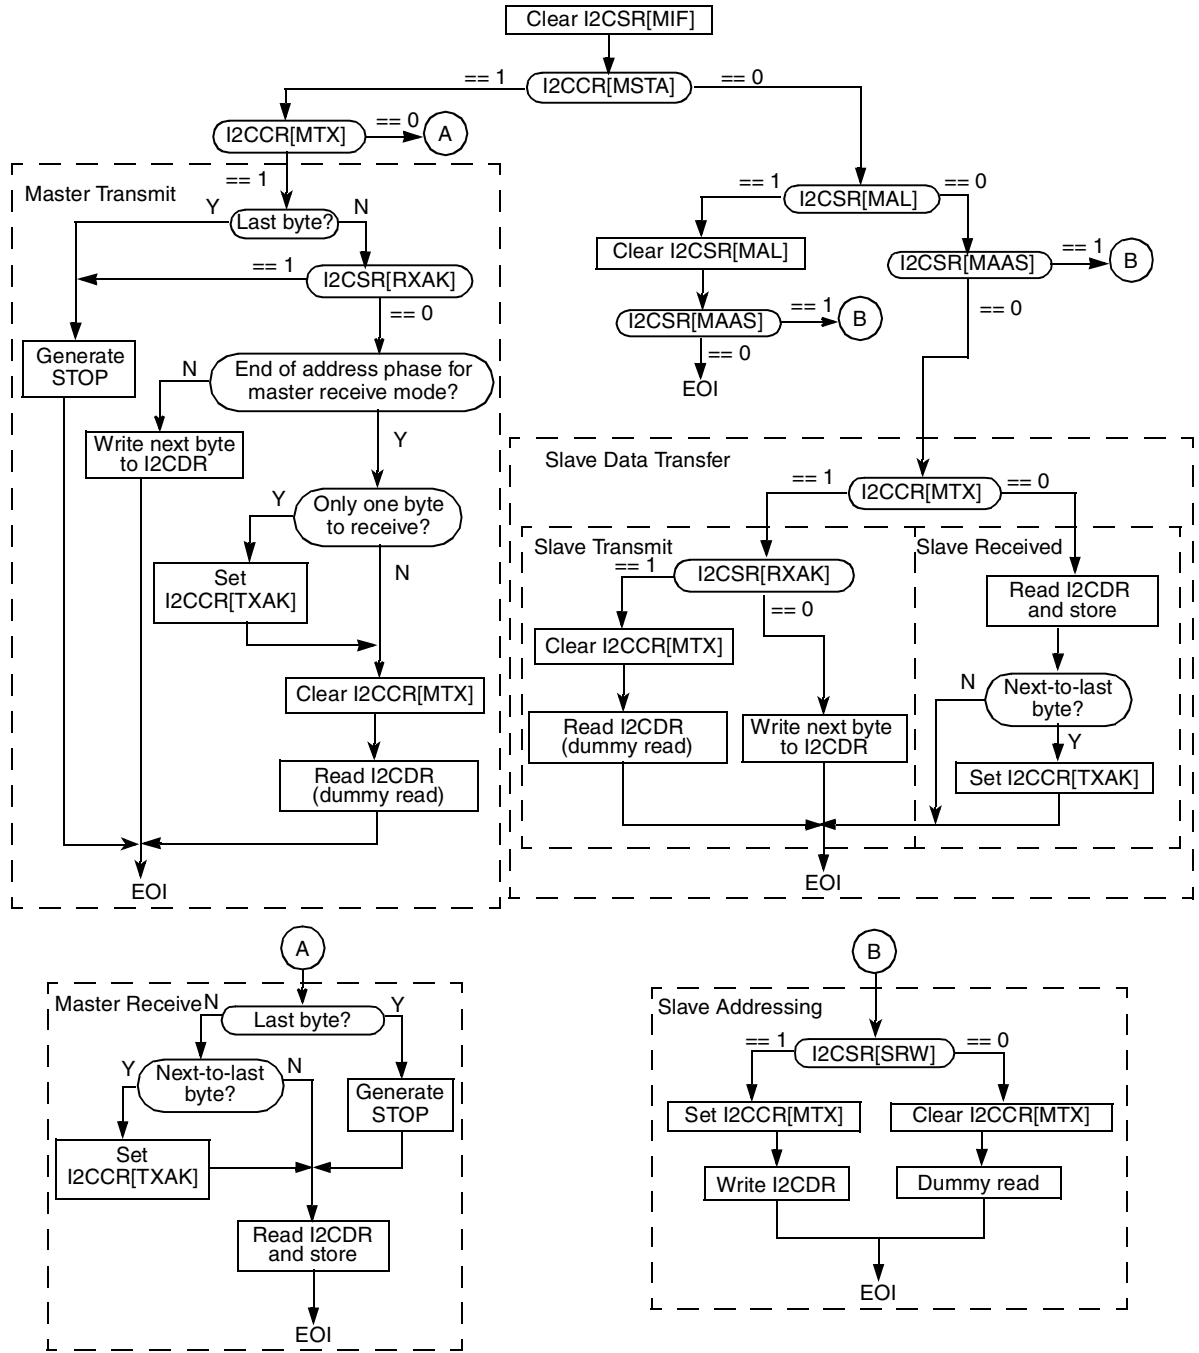 Clear I2CSR[MIF]
== 1
I2CCR[MSTA]
== 0
I2CCR[MTX]
== 0
A
== 1
Master Transmit
Y
Last byte?
N
== 1
I2CSR[RXAK]
== 0
Generate
STOP
N
End of address phase for
master receive mode?
Y
Write next byte
to I2CDR
Y
Only one byte
to receive?
N
Set
I2CCR[TXAK]
Clear I2CCR[MTX]
Read I2CDR
(dummy read)
EOI
== 1
I2CSR[MAL]
== 0
Clear I2CSR[MAL]
I2CSR[MAAS]
== 1
B
I2CSR[MAAS]
== 1
B
== 0
EOI
== 0
Slave Data Transfer
== 1
I2CCR[MTX]
== 0
Slave Transmit
== 1
I2CSR[RXAK]
== 0
Clear I2CCR[MTX]
Read I2CDR
(dummy read)
Write next byte
to I2CDR
Slave Received
Read I2CDR
and store
N
Next-to-last
byte?
Y
Set I2CCR[TXAK]
EOI
A
Master Receive
N
Last byte?
Y
Y
Next-to-last
byte?
N
Generate
STOP
Set
I2CCR[TXAK]
Read I2CDR
and store
EOI
B
Slave Addressing
== 1
I2CSR[SRW]
== 0
Set I2CCR[MTX]
Clear I2CCR[MTX]
Write I2CDR
Dummy read
EOI